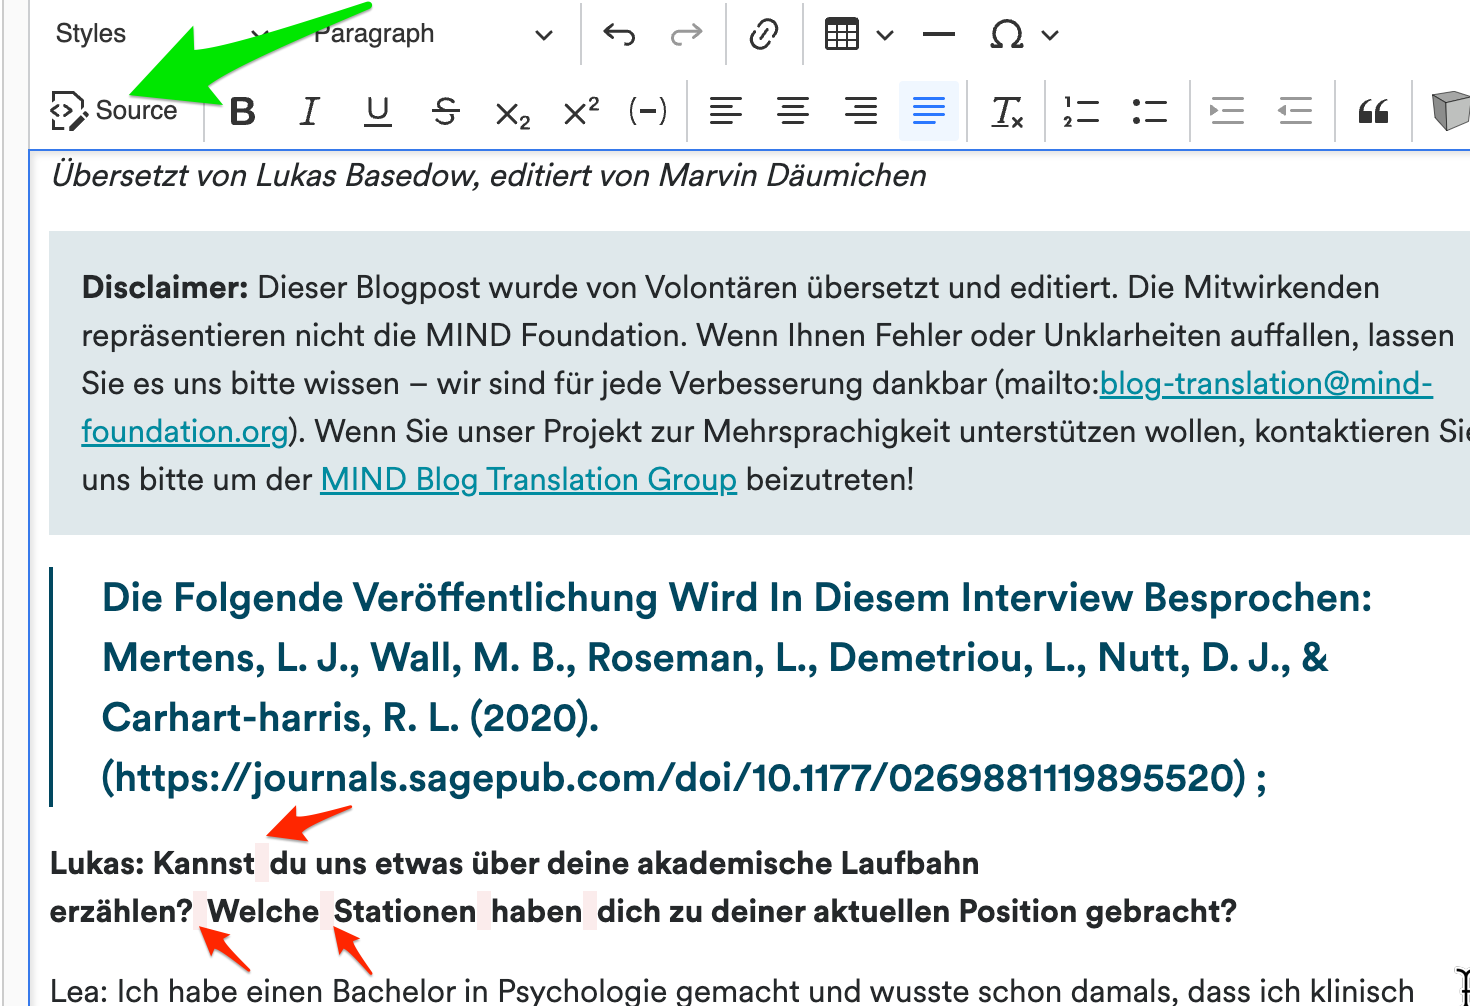 Styles Paragraph
Source B I U S x₂ x² (−)
Übersetzt von Lukas Basedow, editiert von Marvin Däumichen
Disclaimer: Dieser Blogpost wurde von Volontären übersetzt und editiert. Die Mitwirkenden
repräsentieren nicht die MIND Foundation. Wenn Ihnen Fehler oder Unklarheiten auffallen, lassen
Sie es uns bitte wissen – wir sind für jede Verbesserung dankbar (mailto:blog-translation@mind-
foundation.org). Wenn Sie unser Projekt zur Mehrsprachigkeit unterstützen wollen, kontaktieren Sie
uns bitte um der MIND Blog Translation Group beizutreten!
Die Folgende Veröffentlichung Wird In Diesem Interview Besprochen:
Mertens, L. J., Wall, M. B., Roseman, L., Demetriou, L., Nutt, D. J., &
Carhart-harris, R. L. (2020).
(https://journals.sagepub.com/doi/10.1177/0269881119895520) ;
Lukas: Kannst du uns etwas über deine akademische Laufbahn
erzählen? Welche Stationen haben dich zu deiner aktuellen Position gebracht?
Lea: Ich habe einen Bachelor in Psychologie gemacht und wusste schon damals, dass ich klinisch